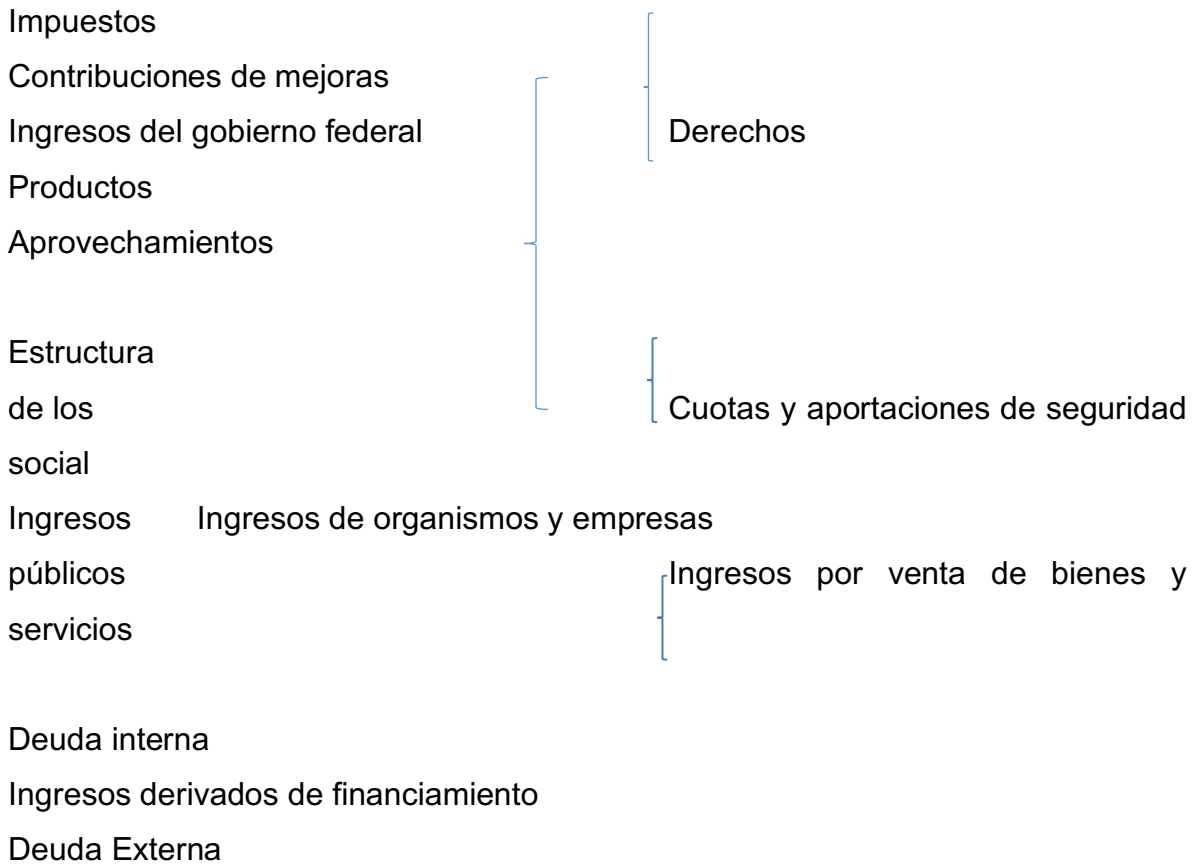 Impuestos
Contribuciones de mejoras
Ingresos del gobierno federal Derechos
Productos
Aprovechamientos
Estructura
de los Cuotas y aportaciones de seguridad
social
Ingresos Ingresos de organismos y empresas
públicos Ingresos por venta de bienes y
servicios
Deuda interna
Ingresos derivados de financiamiento
Deuda Externa